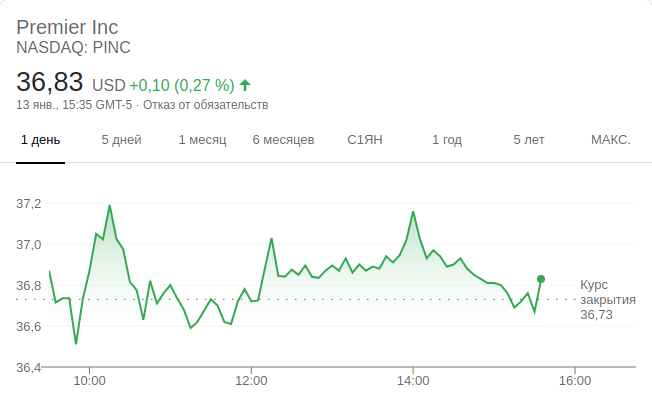 Premier Inc
NASDAQ: PINC
36,83 USD +0,10 (0,27 %)
13 янв., 15:35 GMT-5 · Отказ от обязательств
1 день 5 дней 1 месяц 6 месяцев С1ЯН 1 год 5 лет МАКС.
37,2
37,0
36,8
36,6
36,4
Курс
закрытия
36,73
10:00 12:00 14:00 16:00